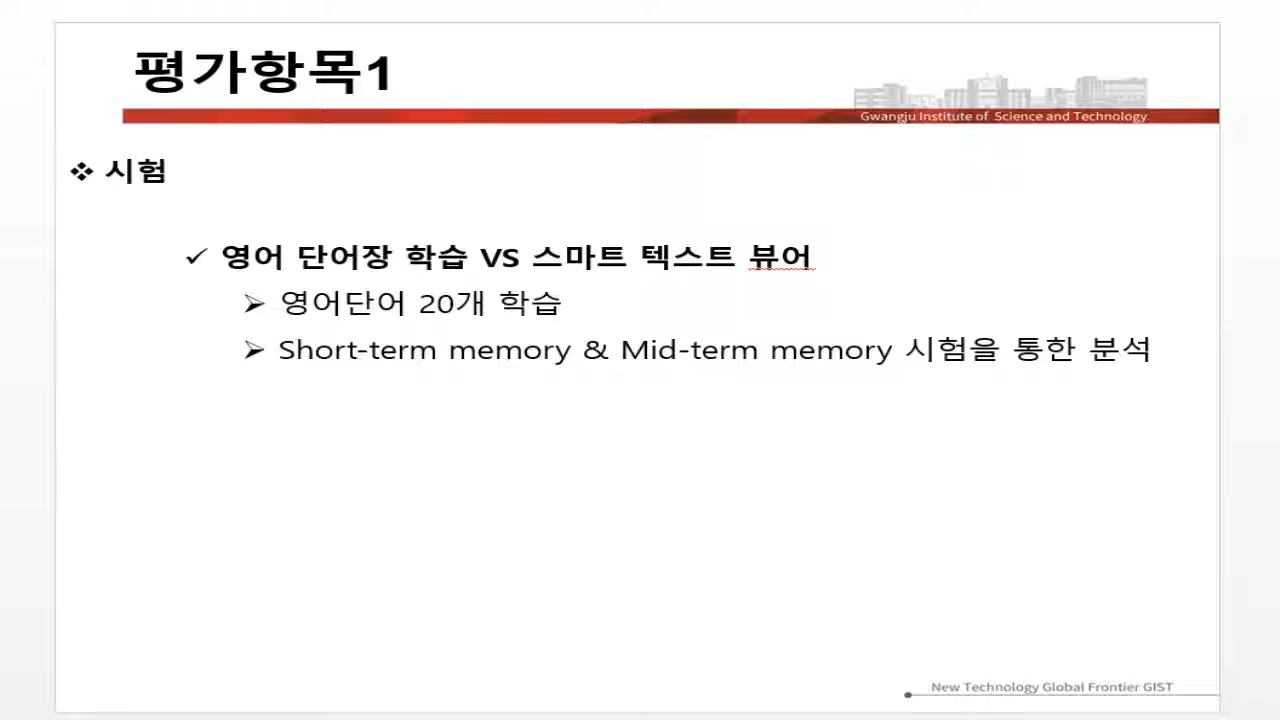 평가항목1
Gwangju Institute of Science and Technology
❖ 시험
✓ 영어 단어장 학습 VS 스마트 텍스트 뷰어
➢ 영어단어 20개 학습
➢ Short-term memory & Mid-term memory 시험을 통한 분석
New Technology Global Frontier GIST